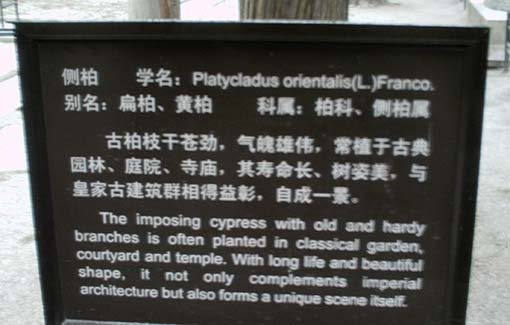 侧柏 学名：Platycladus orientalis(L.)Franco.
别名：扁柏、黄柏 科属：柏科、侧柏属
古柏枝干苍劲，气魄雄伟，常植于古典
园林、庭院、寺庙，其寿命长、树姿美，与
皇家古建筑群相得益彰，自成一景。
The imposing cypress with old and hardy
branches is often planted in classical garden,
courtyard and temple. With long life and beautiful
shape, it not only complements imperial
architecture but also forms a unique scene itself.